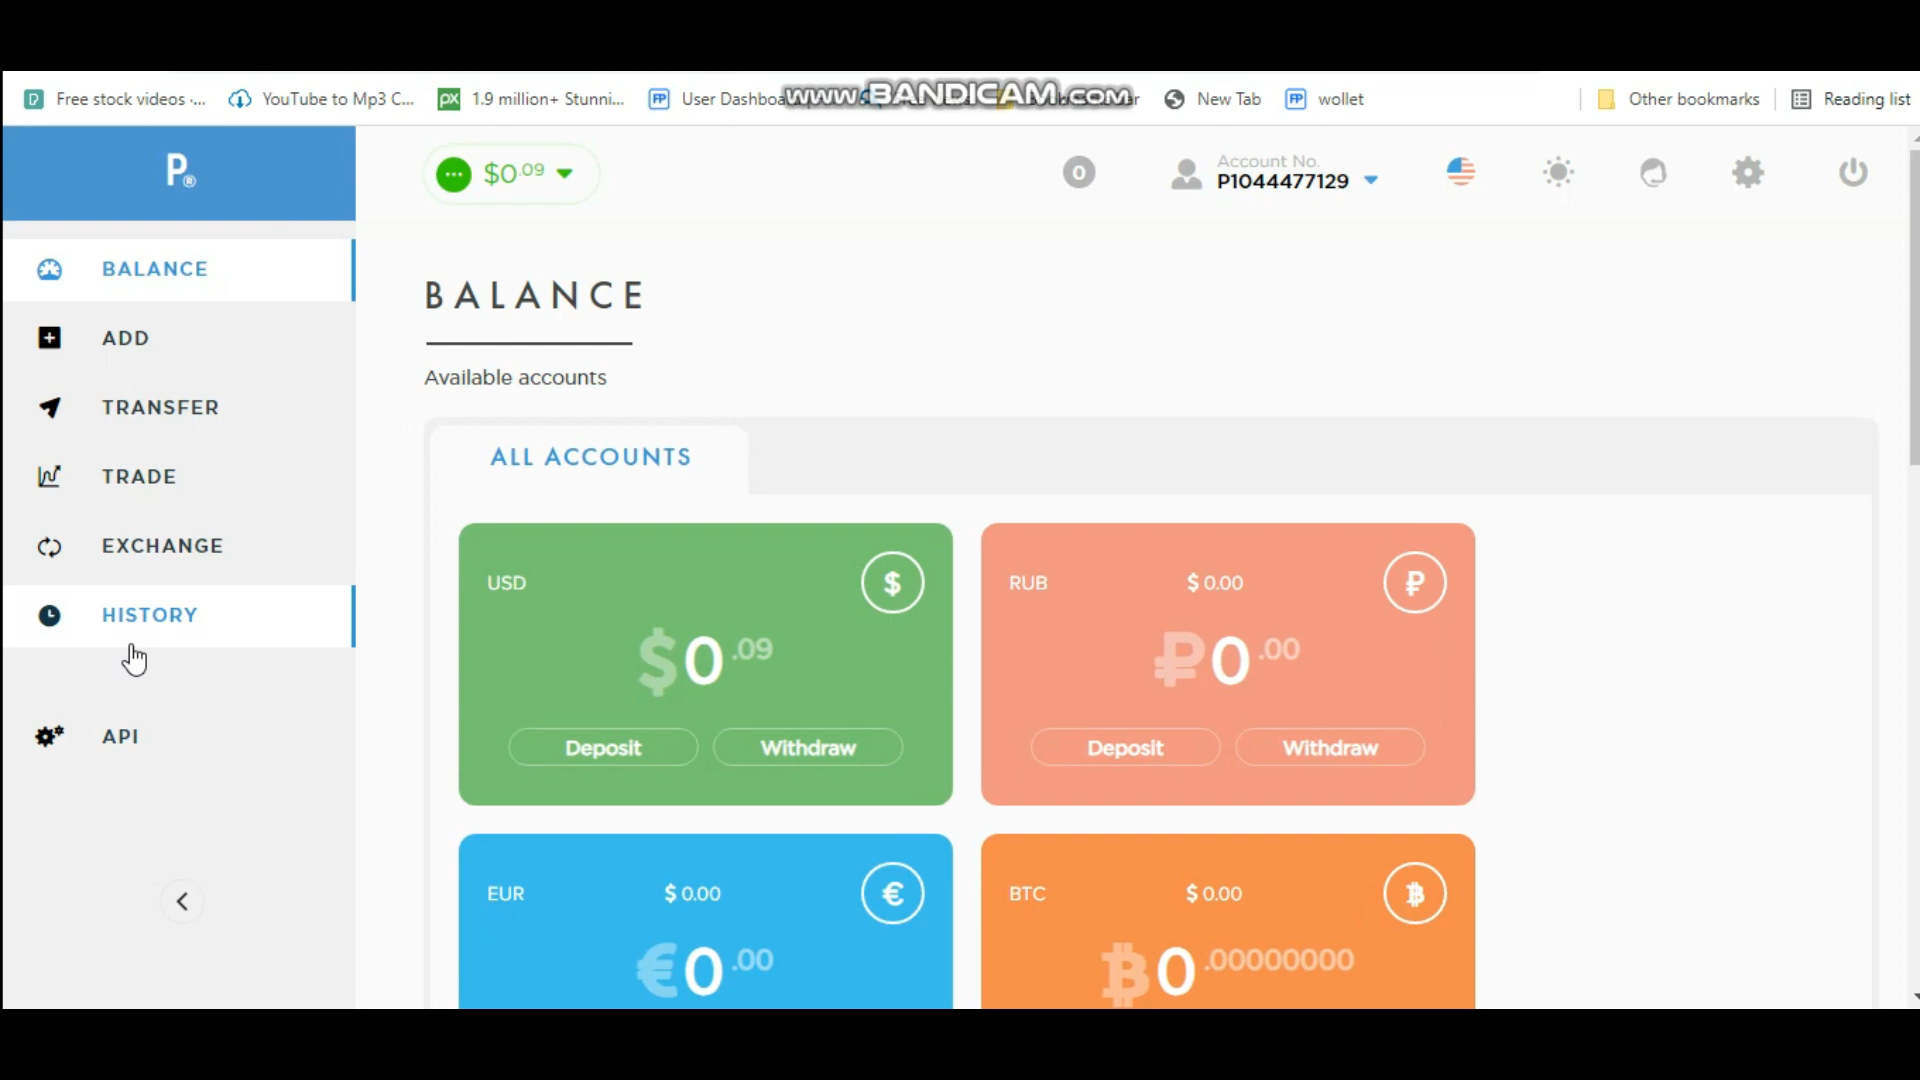 Free stock videos -...
YouTube to Mp3 C...
1.9 million+ Stunni...
User Dashboa
www.BANDICAM.com
New Tab
wollet
Other bookmarks
Reading list
P®
$0.09
0
Account No.
P1044477129
BALANCE
ADD
TRANSFER
TRADE
EXCHANGE
HISTORY
API
BALANCE
Available accounts
ALL ACCOUNTS
USD
$
$0.09
Deposit Withdraw
RUB $ 0.00
₽
₽0.00
Deposit Withdraw
EUR $ 0.00
€
€0.00
BTC $ 0.00
₿
₿0.00000000